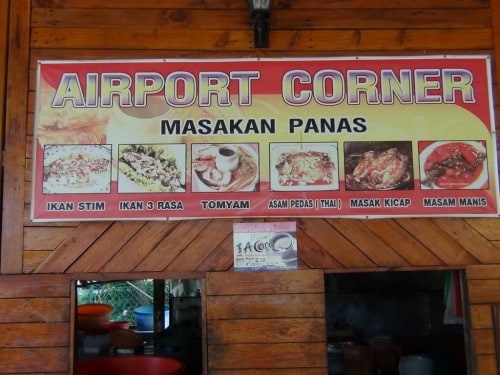 AIRPORT CORNER
MASAKAN PANAS
IKAN STIM
IKAN 3 RASA
TOMYAM
ASAM PEDAS ( THAI )
MASAK KICAP
MASAM MANIS